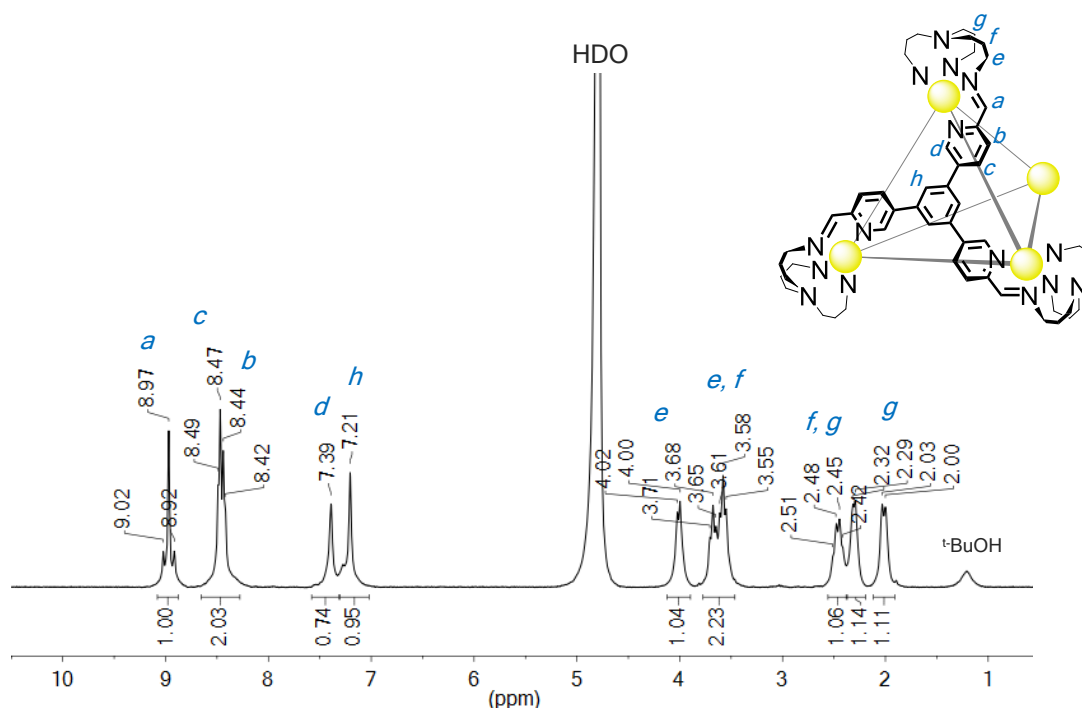 HDO
g
f
N
e
N N N
a
N
b
d
c
h
N
N
N N
N
N
N
N
N N
N
a
c
b
d
h
e
e, f
f, g
g
t-BuOH
9.02
8.97
8.92
8.49
8.47
8.44
8.42
7.39
7.21
4.02
4.00
3.71
3.68
3.65
3.61
3.58
3.55
2.51
2.48
2.45
2.42
2.32
2.29
2.03
2.00
1.00
2.03
0.74
0.95
1.04
2.23
1.06
1.14
1.11
10 9 8 7 6 5 4 3 2 1
(ppm)